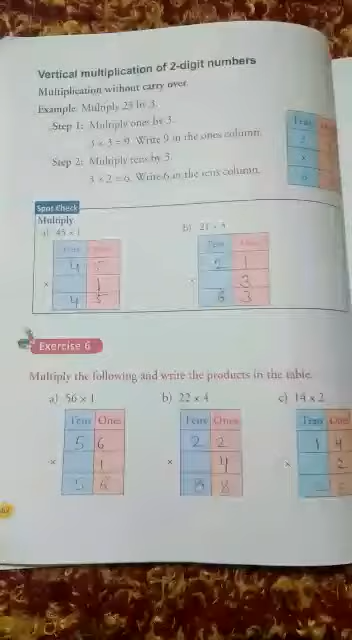 Vertical multiplication of 2-digit numbers
Multiplication without carry over.
Example: Multiply 23 by 3.
Step 1: Multiply ones by 3.
3 × 3 = 9. Write 9 in the ones column.
Step 2: Multiply tens by 3.
3 × 2 = 6. Write 6 in the tens column.
Tens
2
×
6
Spot Check
Multiply
a) 45 × 1 b) 21 × 3
Tens Ones Tens Ones
4 5 2 1
× 1 × 3
4 5 6 3
Exercise 6
Multiply the following and write the products in the table.
a) 56 × 1 b) 22 × 4 c) 14 × 2
Tens Ones Tens Ones Tens Ones
5 6 2 2 1 4
× 1 × 4 × 2
5 6 8 8 2